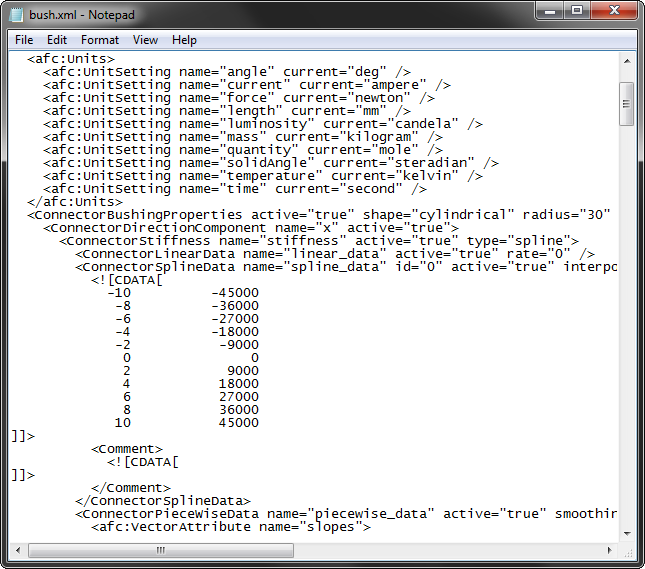 bush.xml - Notepad
File Edit Format View Help
<afc:Units>
<afc:UnitSetting name="angle" current="deg" />
<afc:UnitSetting name="current" current="ampere" />
<afc:UnitSetting name="force" current="newton" />
<afc:UnitSetting name="length" current="mm" />
<afc:UnitSetting name="luminosity" current="candela" />
<afc:UnitSetting name="mass" current="kilogram" />
<afc:UnitSetting name="quantity" current="mole" />
<afc:UnitSetting name="solidAngle" current="steradian" />
<afc:UnitSetting name="temperature" current="kelvin" />
<afc:UnitSetting name="time" current="second" />
</afc:Units>
<ConnectorBushingProperties active="true" shape="cylindrical" radius="30"
<ConnectorDirectionComponent name="x" active="true">
<ConnectorStiffness name="stiffness" active="true" type="spline">
<ConnectorLinearData name="linear_data" active="true" rate="0" />
<ConnectorSplineData name="spline_data" id="0" active="true" interpo
<![CDATA[
-10 -45000
-8 -36000
-6 -27000
-4 -18000
-2 -9000
0 0
2 9000
4 18000
6 27000
8 36000
10 45000
]]>
<Comment>
<![CDATA[
]]>
</Comment>
</ConnectorSplineData>
<ConnectorPieceWiseData name="piecewise_data" active="true" smoothir
<afc:VectorAttribute name="slopes">